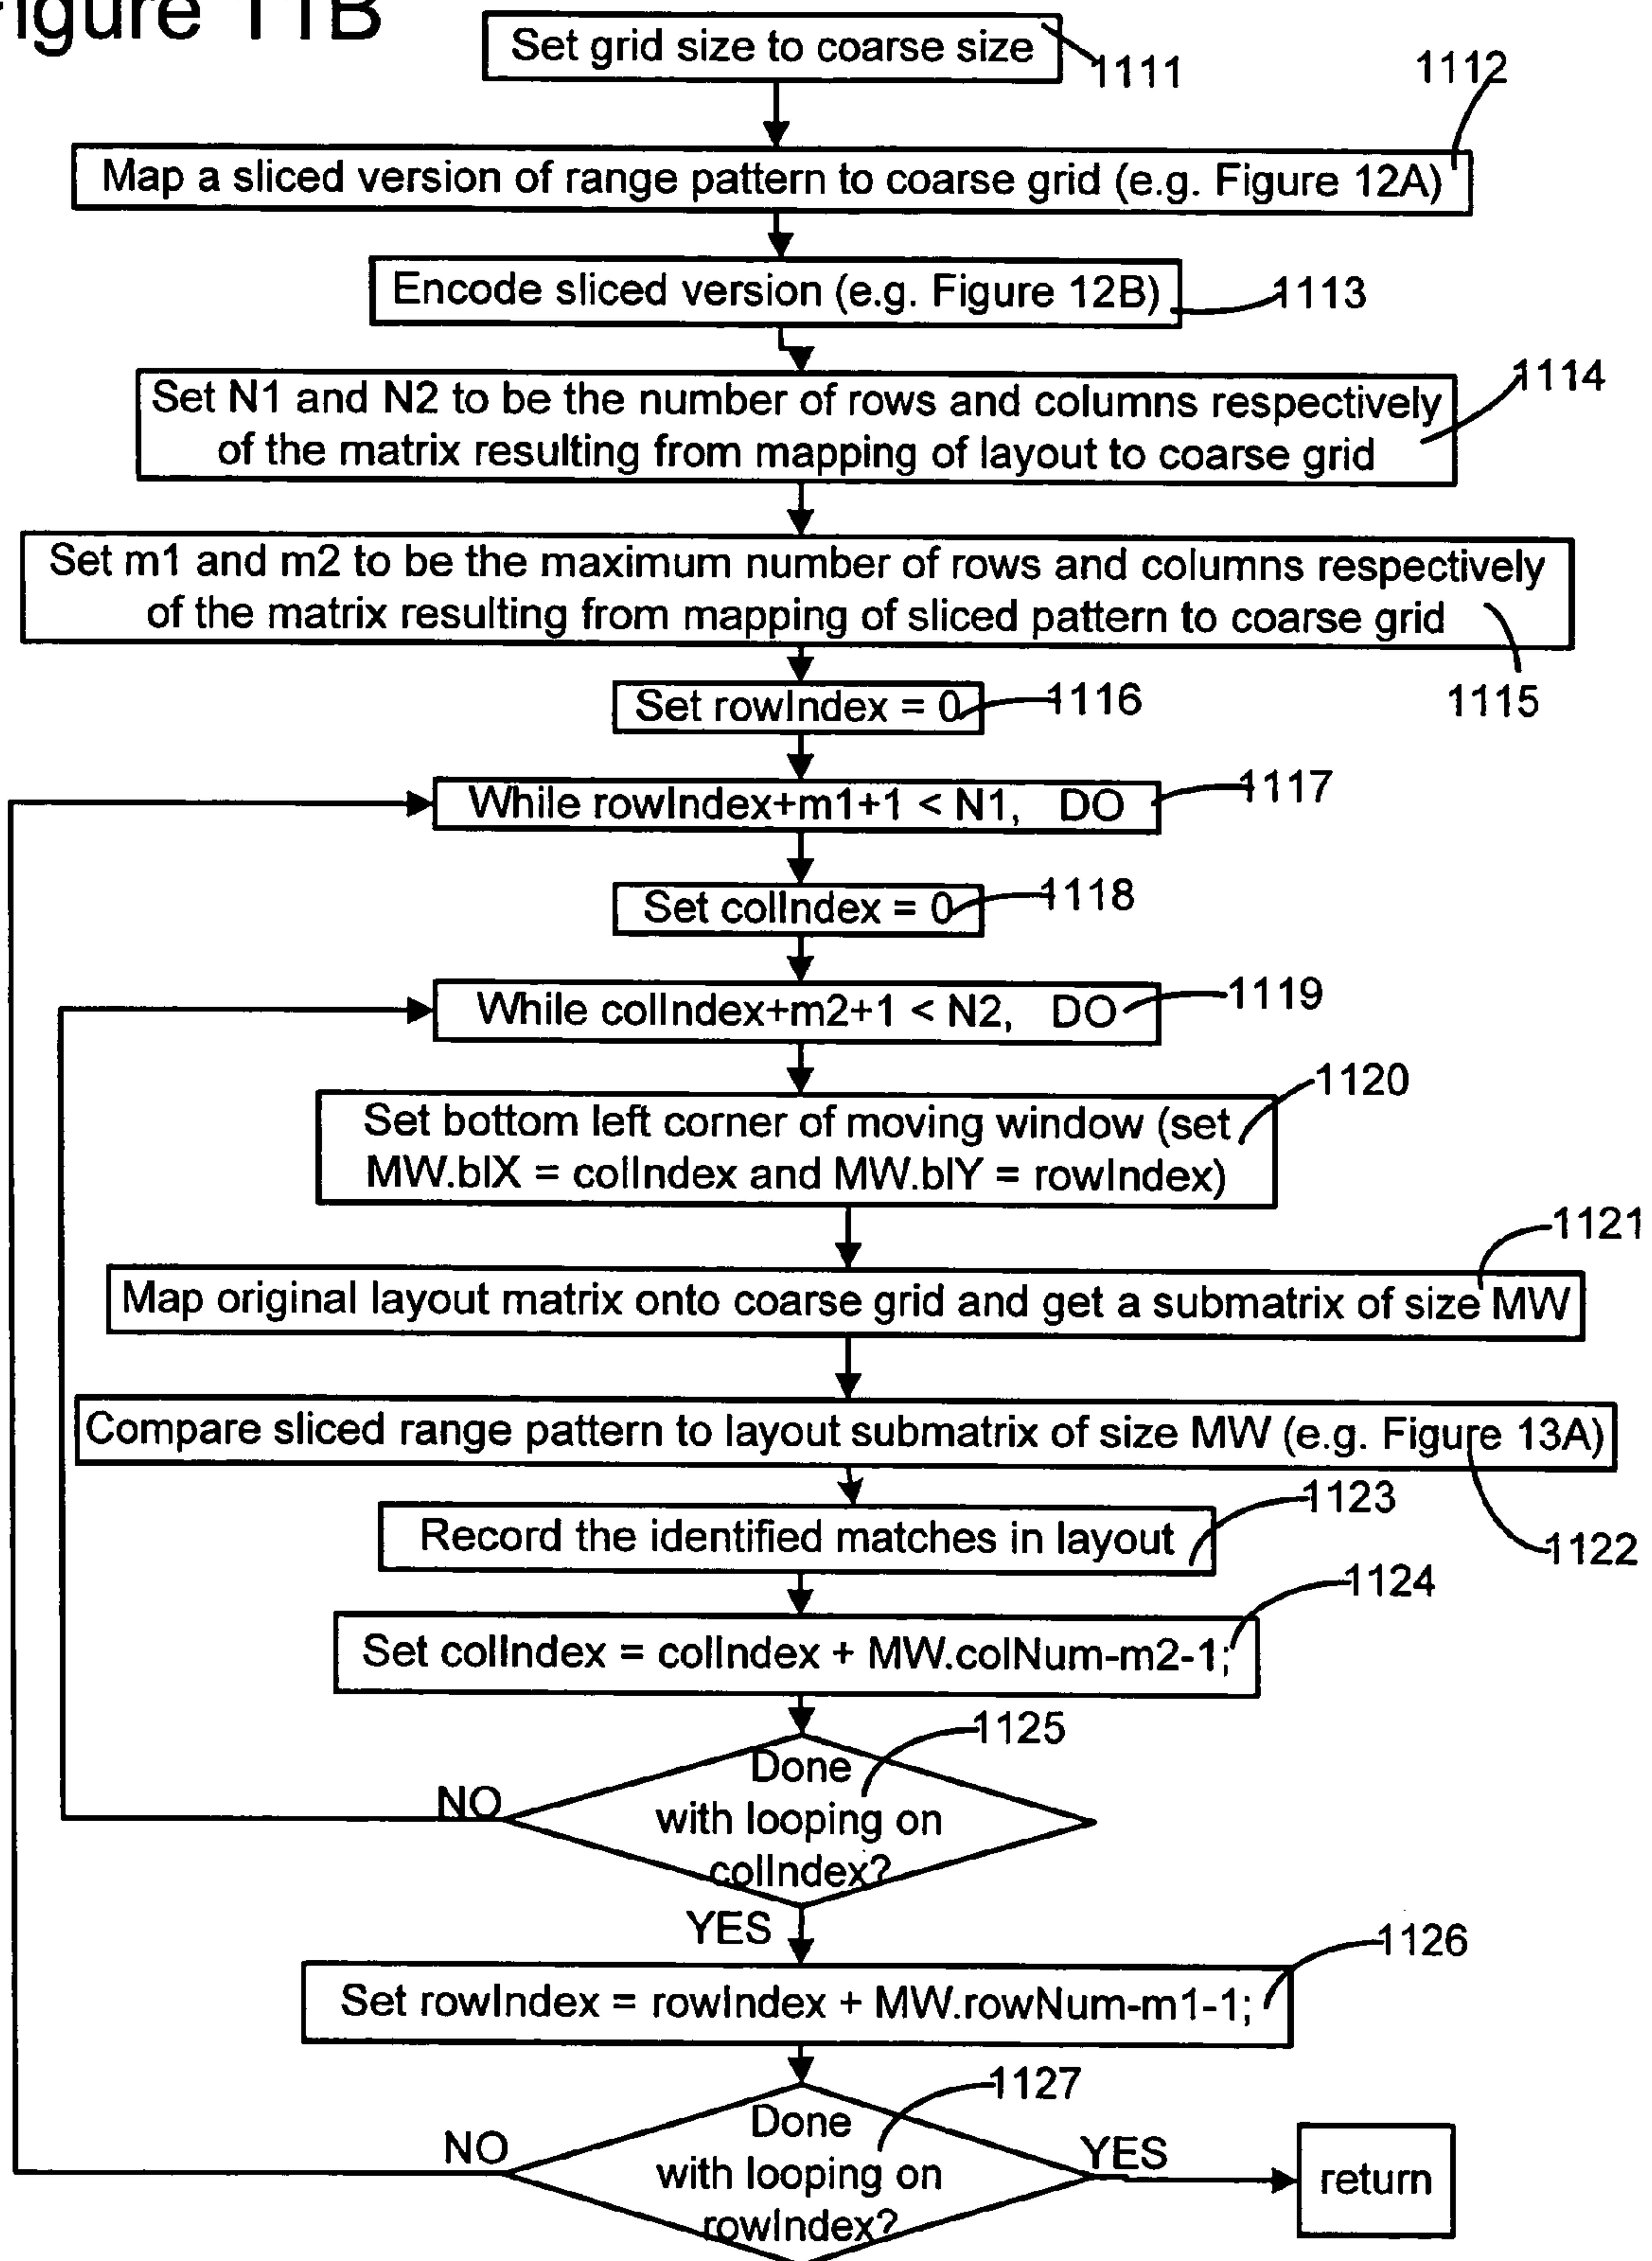 Figure 11B
Set grid size to coarse size
1111
1112
Map a sliced version of range pattern to coarse grid (e.g. Figure 12A)
Encode sliced version (e.g. Figure 12B)
1113
1114
Set N1 and N2 to be the number of rows and columns respectively
of the matrix resulting from mapping of layout to coarse grid
Set m1 and m2 to be the maximum number of rows and columns respectively
of the matrix resulting from mapping of sliced pattern to coarse grid
1115
Set rowIndex = 0
1116
While rowIndex+m1+1 < N1, DO
1117
Set colIndex = 0
1118
While colIndex+m2+1 < N2, DO
1119
1120
Set bottom left corner of moving window (set
MW.blX = colIndex and MW.blY = rowIndex)
1121
Map original layout matrix onto coarse grid and get a submatrix of size MW
Compare sliced range pattern to layout submatrix of size MW (e.g. Figure 13A)
1122
1123
Record the identified matches in layout
1124
Set colIndex = colIndex + MW.colNum-m2-1;
1125
Done
with looping on
colIndex?
NO
YES
1126
Set rowIndex = rowIndex + MW.rowNum-m1-1;
1127
Done
with looping on
rowIndex?
NO
YES
return